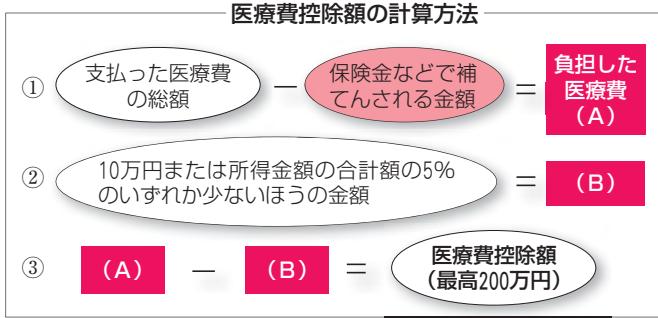 医療費控除額の計算方法
① 支払った医療費の総額 − 保険金などで補てんされる金額 = 負担した医療費(A)
② 10万円または所得金額の合計額の5%のいずれか少ないほうの金額 = (B)
③ (A) − (B) = 医療費控除額(最高200万円)